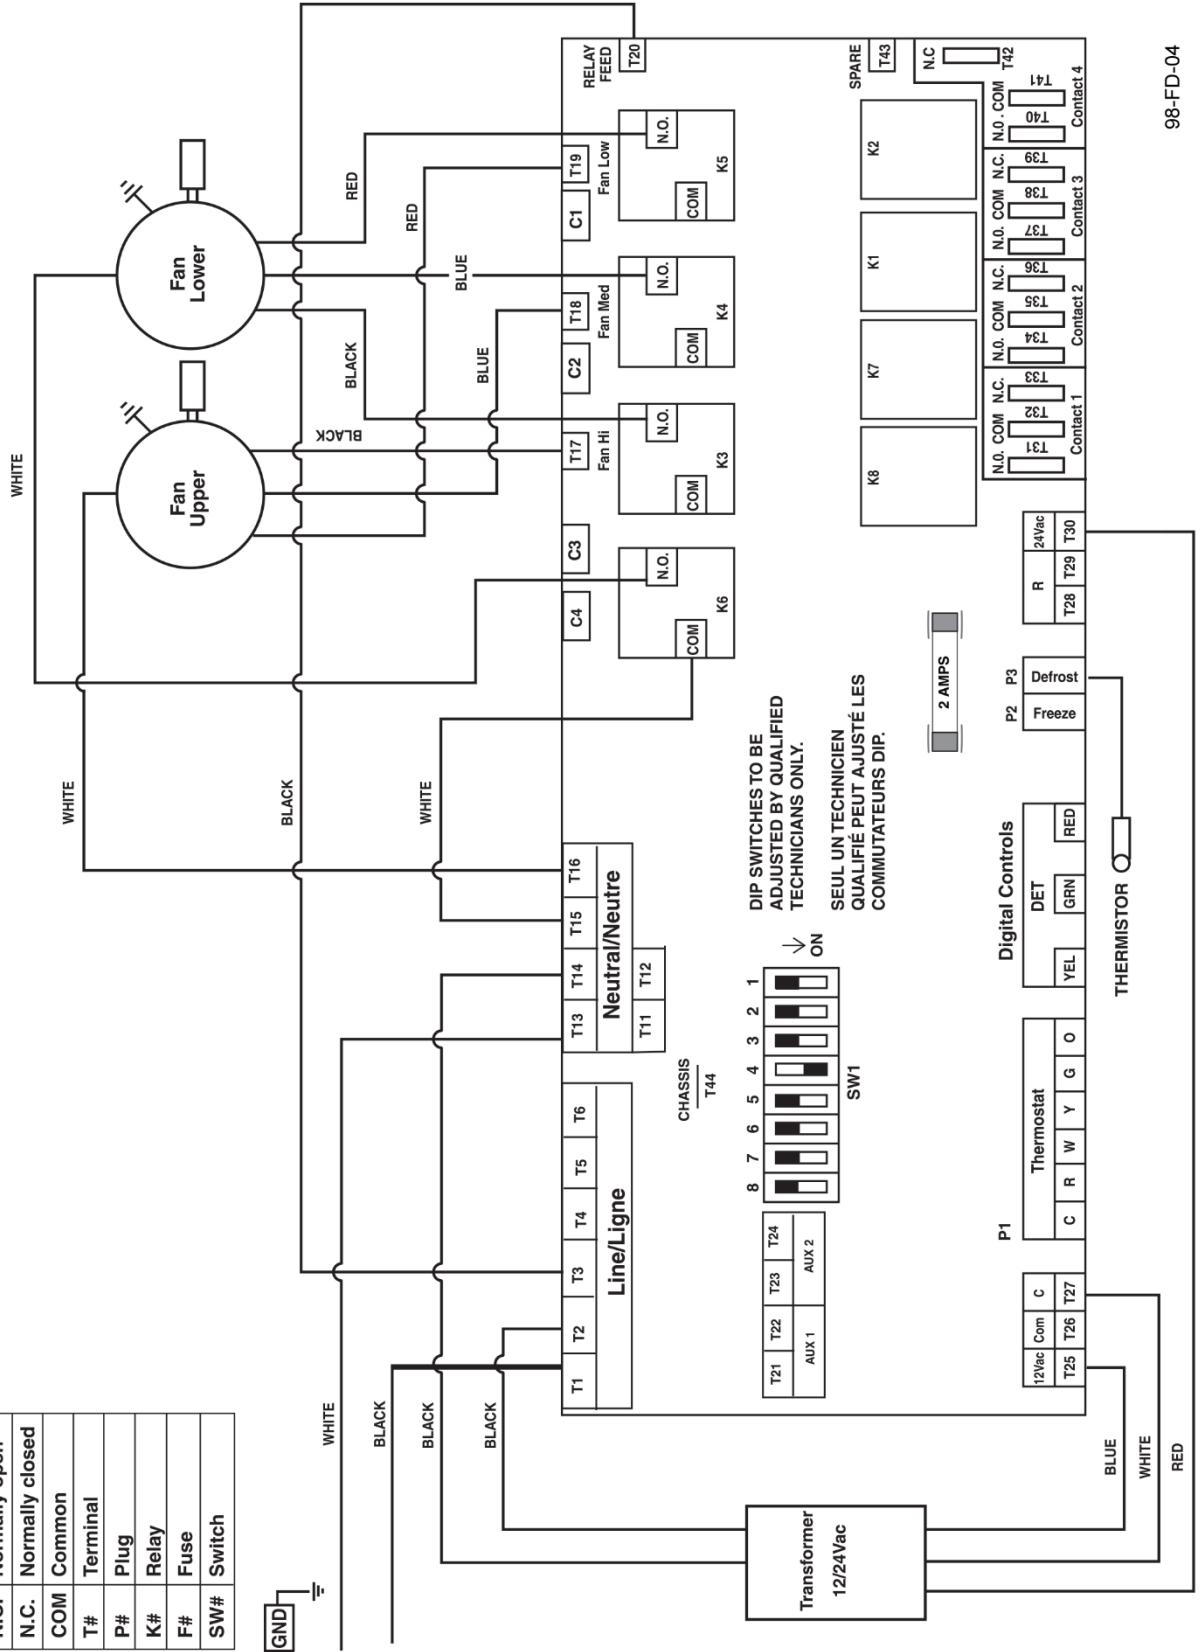 N.C. Normally closed
COM Common
T# Terminal
P# Plug
K# Relay
F# Fuse
SW# Switch
GND
WHITE
BLACK
BLACK
BLACK
WHITE
WHITE
BLACK
WHITE
Fan Upper
Fan Lower
BLACK
BLACK
BLUE
BLUE
RED
RED
T1 T2 T3 T4 T5 T6
Line/Ligne
T13 T14 T15 T16
Neutral/Neutre
T11 T12
C4 C3 T17 C2 T18 C1 T19
Fan Hi
Fan Med
Fan Low
RELAY FEED
T20
COM N.O. K6
COM N.O. K3
COM N.O. K4
COM N.O. K5
CHASSIS
T44
T21 T22 T23 T24
AUX 1 AUX 2
8 7 6 5 4 3 2 1
SW1
ON
DIP SWITCHES TO BE
ADJUSTED BY QUALIFIED
TECHNICIANS ONLY.
SEUL UN TECHNICIEN
QUALIFIÉ PEUT AJUSTÉ LES
COMMUTATEURS DIP.
2 AMPS
K8 K7 K1 K2
SPARE
T43
N.C
T42
N.O. COM N.C.
T31 T32 T33
Contact 1
N.O. COM N.C.
T34 T35 T36
Contact 2
N.O. COM N.C.
T37 T38 T39
Contact 3
N.O . COM
T40 T41
Contact 4
12Vac Com C
T25 T26 T27
P1
Thermostat
C R W Y G O
Digital Controls
DET
YEL GRN RED
P2 P3
Freeze Defrost
R 24Vac
T28 T29 T30
THERMISTOR
Transformer
12/24Vac
BLUE
WHITE
RED
98-FD-04